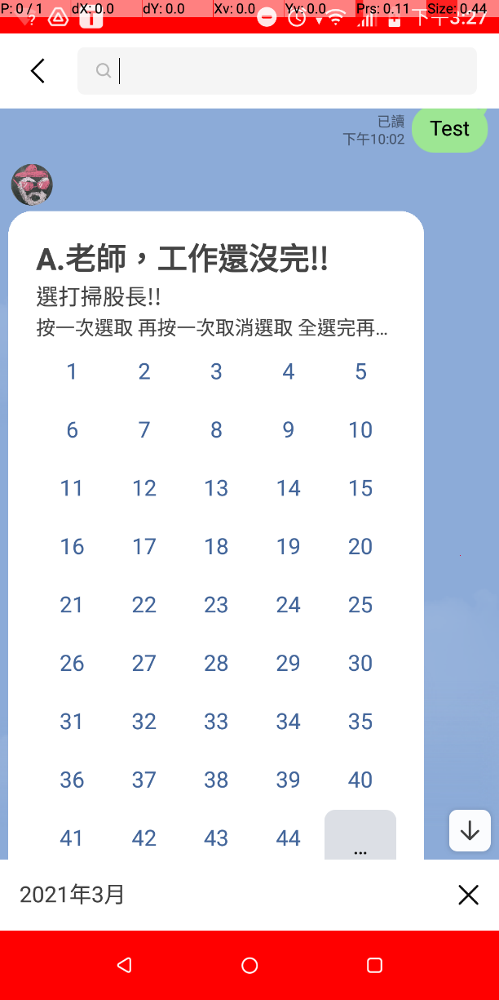 P: 0 / 1 dX: 0.0 dY: 0.0 Xv: 0.0 Yv: 0.0 Prs: 0.11 Size: 0.44
下午3:27
已讀
下午10:02
Test
A.老師，工作還沒完!!
選打掃股長!!
按一次選取 再按一次取消選取 全選完再...
1 2 3 4 5
6 7 8 9 10
11 12 13 14 15
16 17 18 19 20
21 22 23 24 25
26 27 28 29 30
31 32 33 34 35
36 37 38 39 40
41 42 43 44 ...
2021年3月